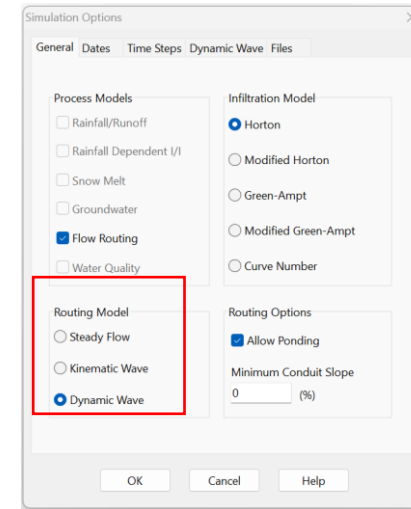 Simulation Options
General Dates Time Steps Dynamic Wave Files
Process Models
Rainfall/Runoff
Rainfall Dependent I/I
Snow Melt
Groundwater
Flow Routing
Water Quality
Infiltration Model
Horton
Modified Horton
Green-Ampt
Modified Green-Ampt
Curve Number
Routing Model
Steady Flow
Kinematic Wave
Dynamic Wave
Routing Options
Allow Ponding
Minimum Conduit Slope
0 (%)
OK Cancel Help